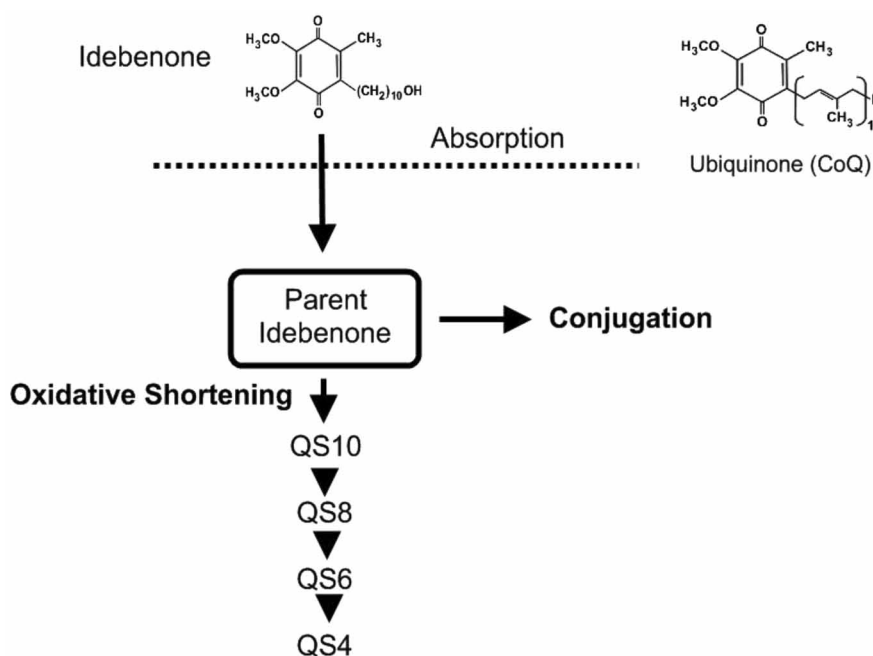 Idebenone
O
H₃CO
CH₃
H₃CO
(CH₂)₁₀OH
O
O
H₃CO
CH₃
H₃CO
O
CH₃
Absorption
Ubiquinone (CoQ)
Parent
Idebenone
Conjugation
Oxidative Shortening
QS10
QS8
QS6
QS4